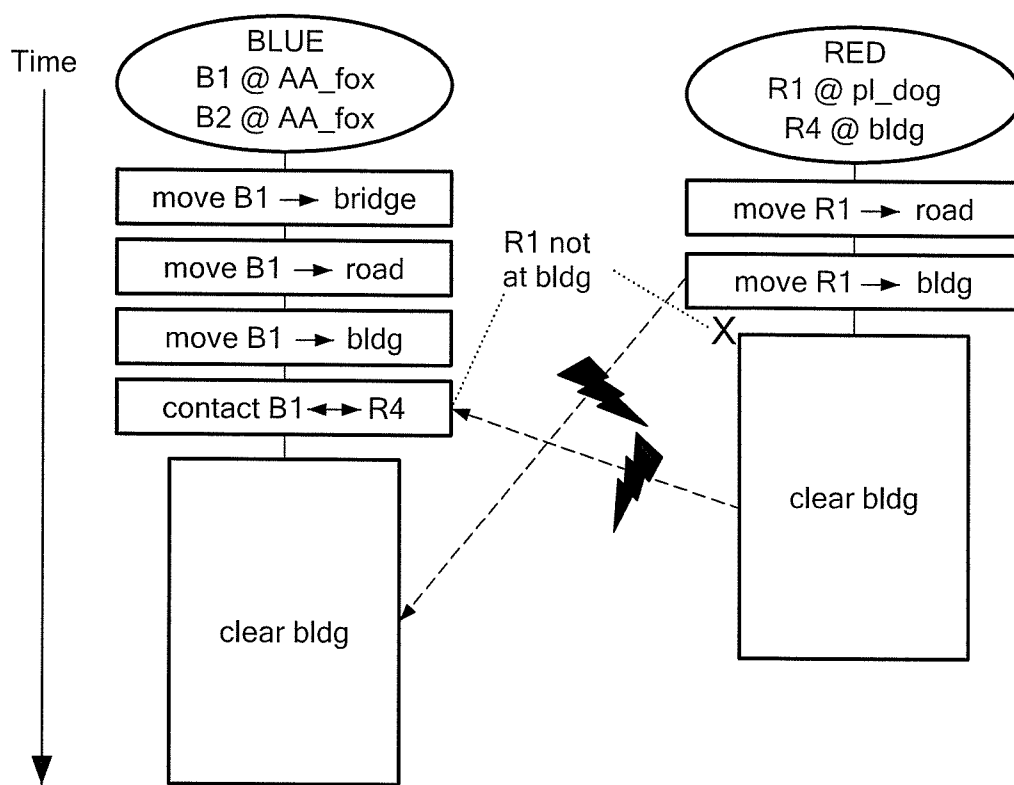 Time
BLUE
B1 @ AA_fox
B2 @ AA_fox
move B1 → bridge
move B1 → road
move B1 → bldg
contact B1 ↔ R4
clear bldg
R1 not
at bldg
X
RED
R1 @ pl_dog
R4 @ bldg
move R1 → road
move R1 → bldg
clear bldg